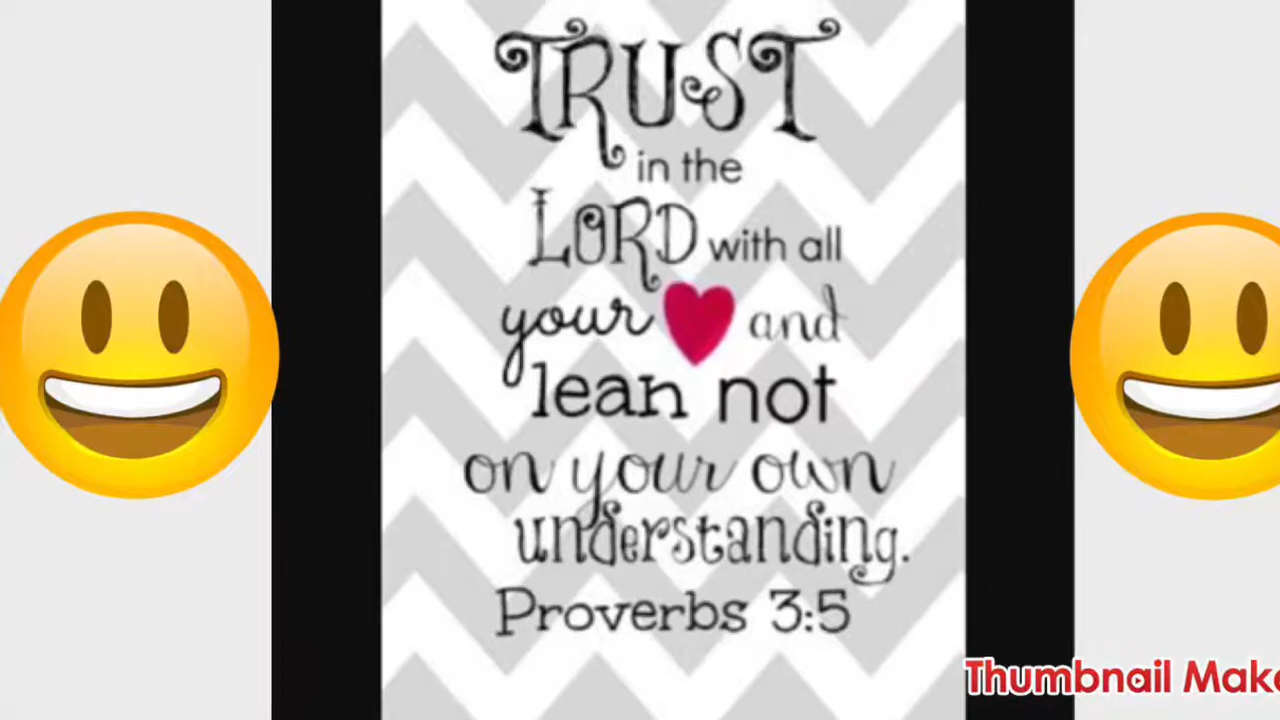 TRUST
in the
LORD with all
your and
lean not
on your own
understanding.
Proverbs 3:5
Thumbnail Make